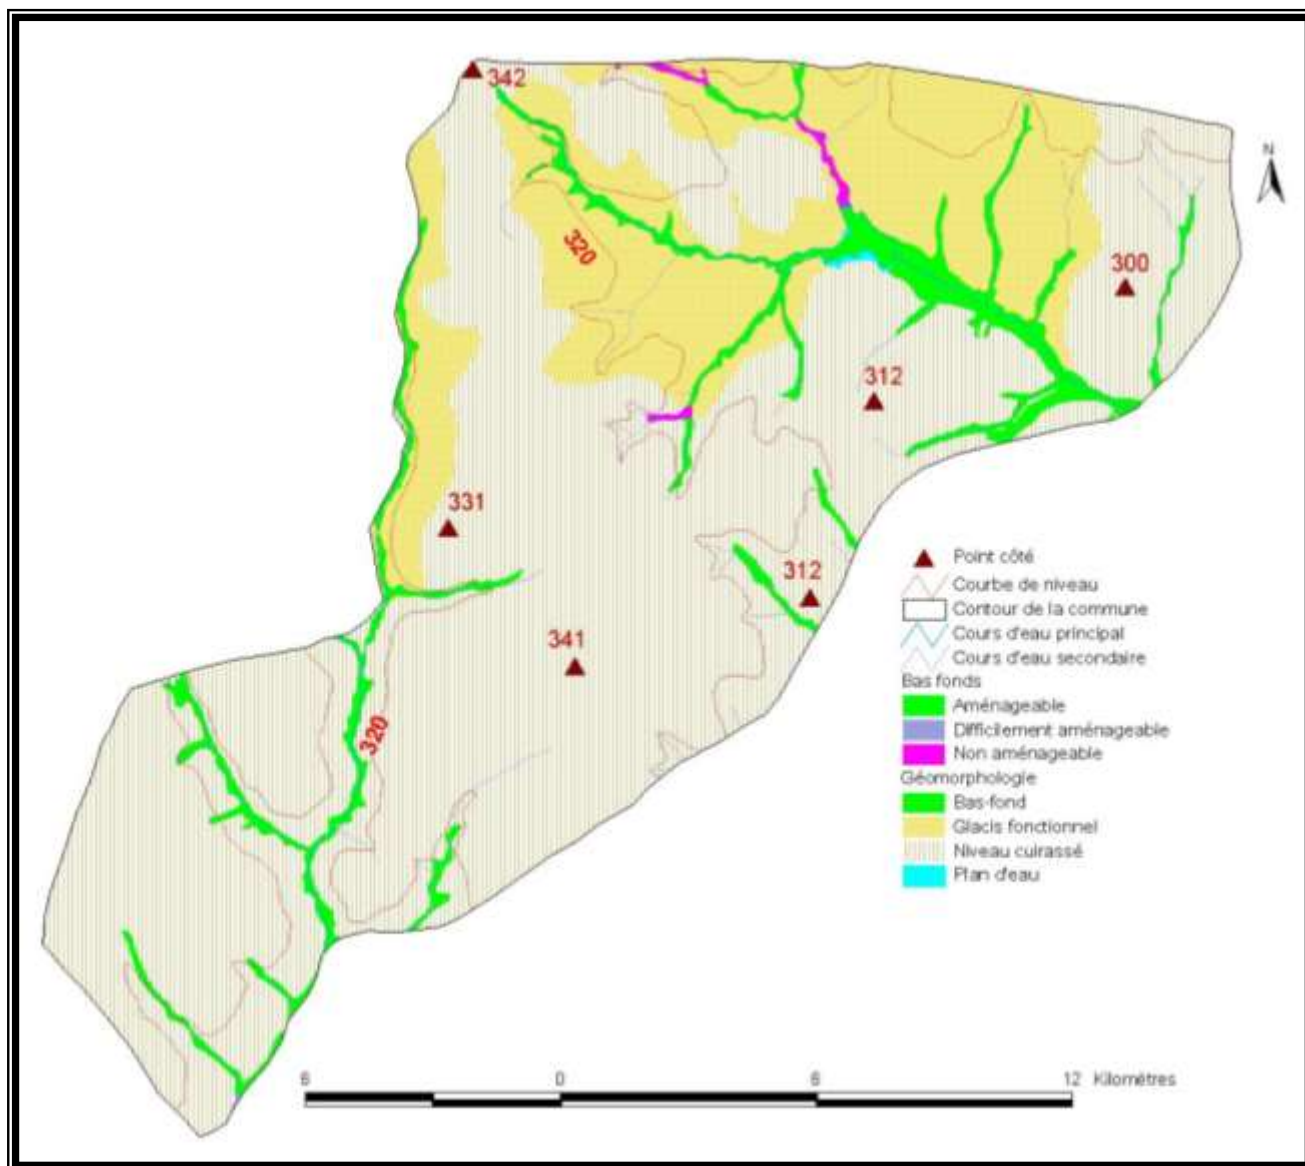 342
N
320
300
312
331
312
341
320
Point côté
Courbe de niveau
Contour de la commune
Cours d'eau principal
Cours d'eau secondaire
Bas fonds
Aménageable
Difficilement aménageable
Non aménageable
Géomorphologie
Bas-fond
Glacis fonctionnel
Niveau cuirassé
Plan d'eau
6 0 6 12 Kilomètres